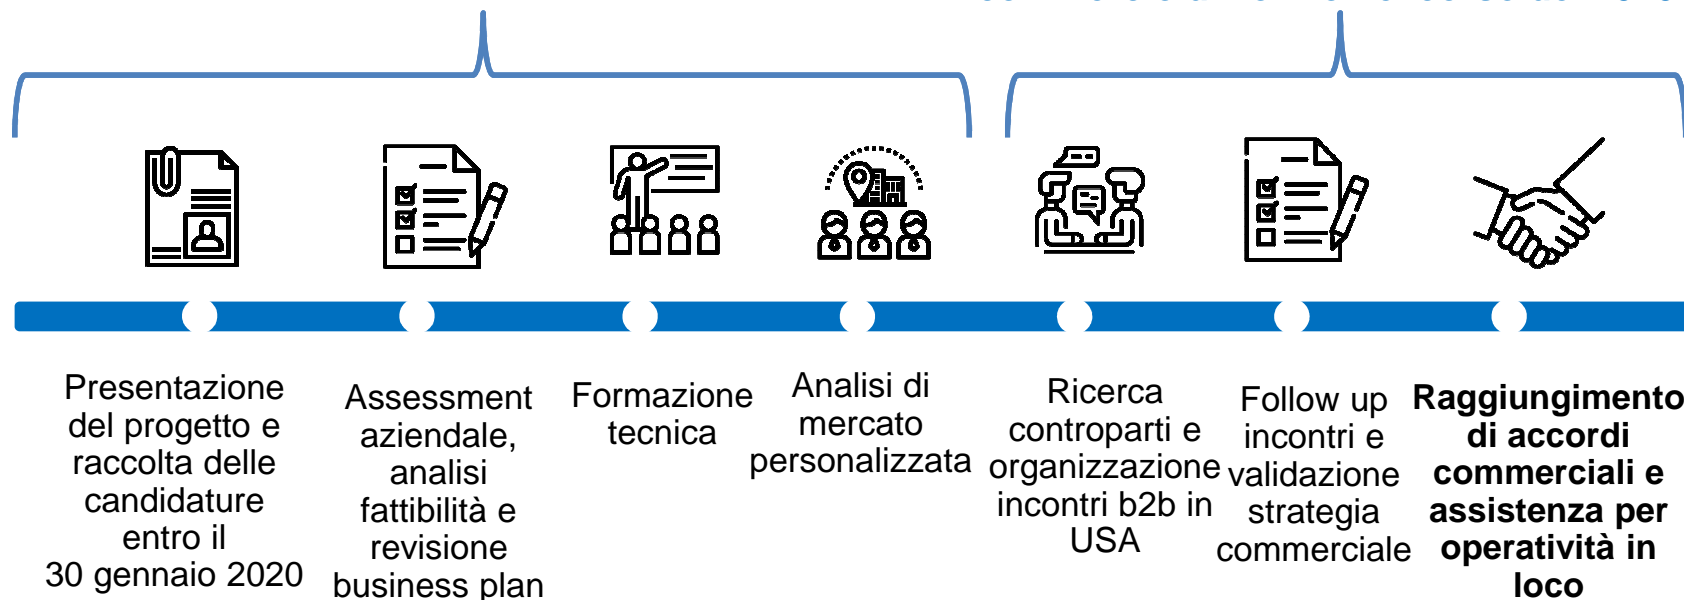 Presentazione
del progetto e
raccolta delle
candidature
entro il
30 gennaio 2020
Assessment
aziendale,
analisi
fattibilità e
revisione
business plan
Formazione
tecnica
Analisi di
mercato
personalizzata
Ricerca
controparti e
organizzazione
incontri b2b in
USA
Follow up
incontri e
validazione
strategia
commerciale
Raggiungimento
di accordi
commerciali e
assistenza per
operatività in
loco